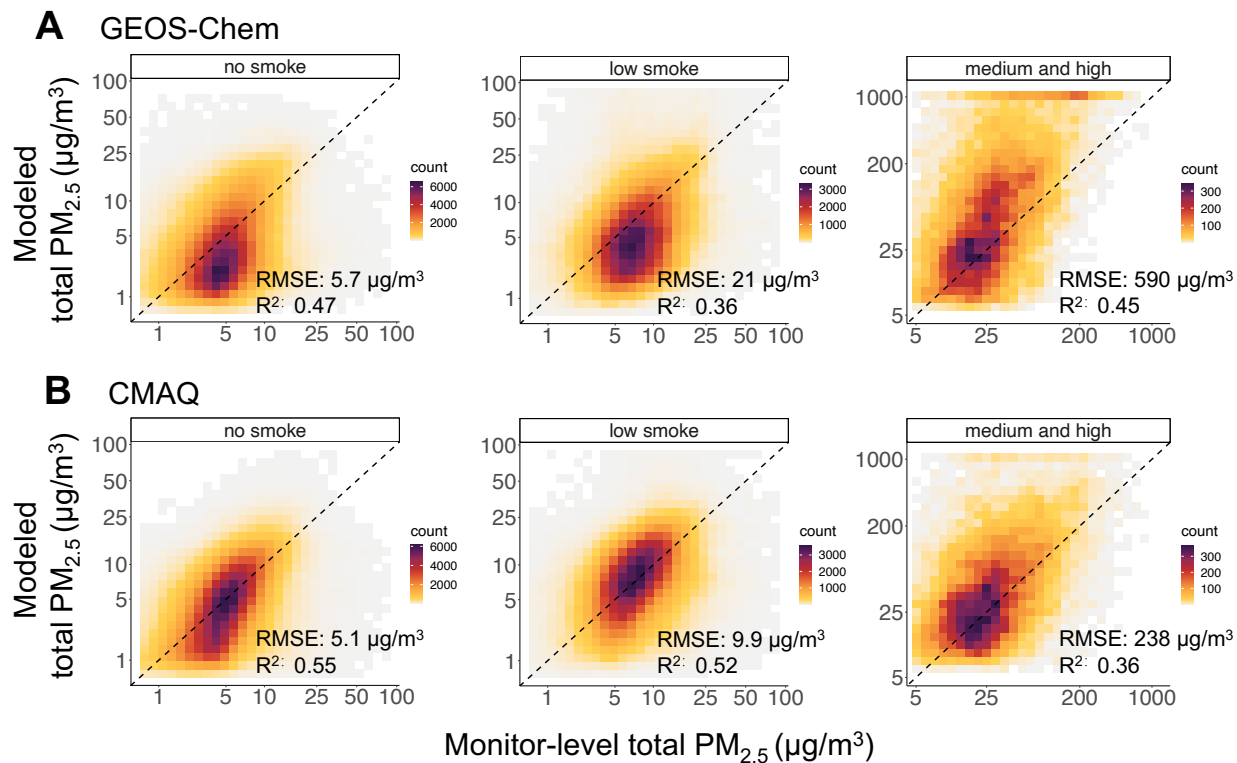 A GEOS-Chem
no smoke
low smoke
medium and high
Modeled
total PM2.5 (µg/m³)
100
50
25
10
5
1
count
6000
4000
2000
RMSE: 5.7 µg/m³
R²: 0.47
1 5 10 25 50 100
100
50
25
10
5
1
count
3000
2000
1000
RMSE: 21 µg/m³
R²: 0.36
1 5 10 25 50 100
1000
200
25
5
count
300
200
100
RMSE: 590 µg/m³
R²: 0.45
5 25 200 1000
B CMAQ
no smoke
low smoke
medium and high
Modeled
total PM2.5 (µg/m³)
100
50
25
10
5
1
count
6000
4000
2000
RMSE: 5.1 µg/m³
R²: 0.55
1 5 10 25 50 100
100
50
25
10
5
1
count
3000
2000
1000
RMSE: 9.9 µg/m³
R²: 0.52
1 5 10 25 50 100
1000
200
25
5
count
300
200
100
RMSE: 238 µg/m³
R²: 0.36
5 25 200 1000
Monitor-level total PM2.5 (µg/m³)